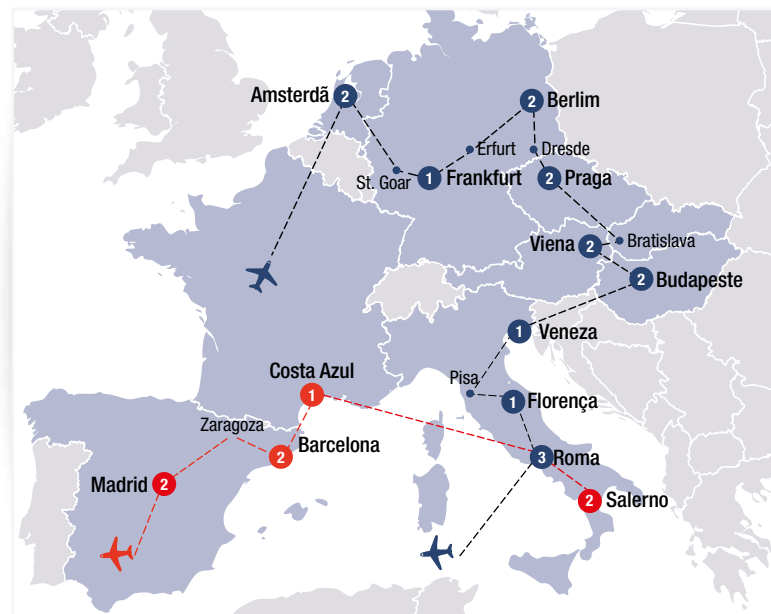 Amsterdã 2
2 Berlim
Erfurt
Dresde
St. Goar
1 Frankfurt
2 Praga
Viena 2
Bratislava
2 Budapeste
1 Veneza
Costa Azul
1
Pisa
1 Florença
Zaragoza
2 Barcelona
3 Roma
Madrid 2
2 Salerno